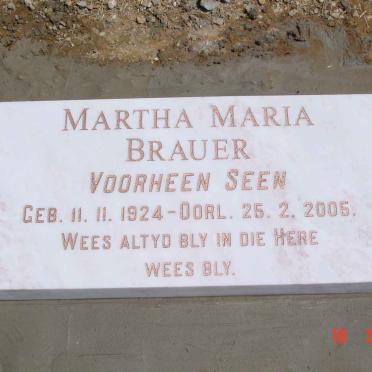 MARTHA MARIA
BRAUER
VOORHEEN SEEN
GEB. 11. 11. 1924-OORL. 25. 2. 2005.
WEES ALTYD BLY IN DIE HERE
WEES BLY.